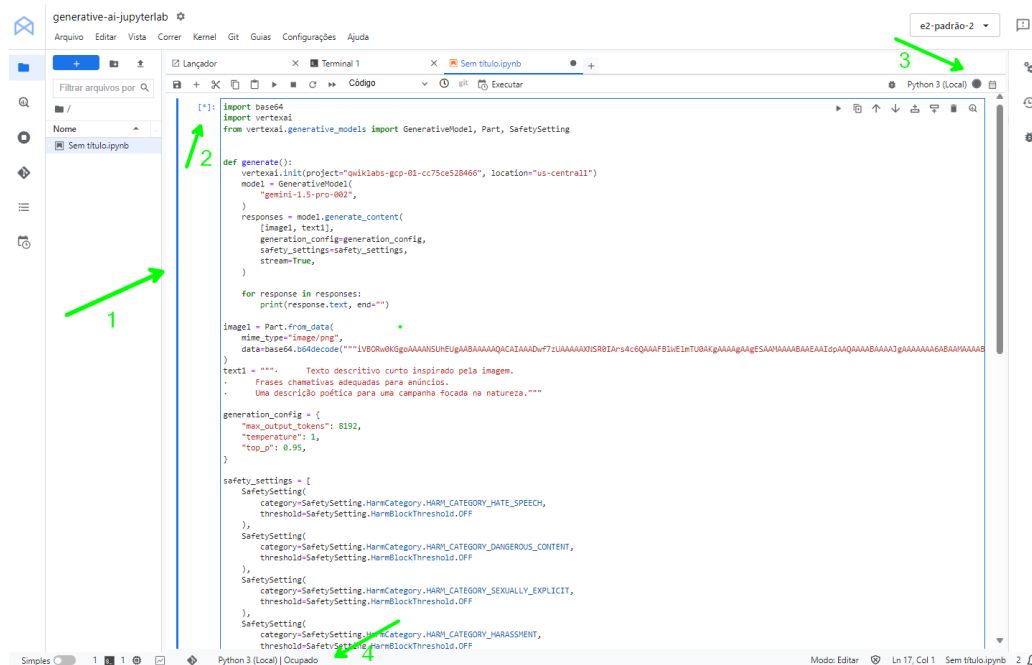 generative-ai-jupyterlab
e2-padrão-2
Arquivo Editar Vista Correr Kernel Git Guias Configurações Ajuda
Lançador
Terminal 1
Sem título.ipynb
3
Filtrar arquivos por
Código
git
Executar
Python 3 (Local)
/
Nome
Sem título.ipynb
[*]:
2
import base64
import vertexai
from vertexai.generative_models import GenerativeModel, Part, SafetySetting
def generate():
vertexai.init(project="qwiklabs-gcp-01-cc75ce528466", location="us-central1")
model = GenerativeModel(
"gemini-1.5-pro-002",
)
responses = model.generate_content(
[image1, text1],
generation_config=generation_config,
safety_settings=safety_settings,
stream=True,
)
1
for response in responses:
print(response.text, end="")
image1 = Part.from_data(
mime_type="image/png",
data=base64.b64decode("""
)
text1 = """· Texto descritivo curto inspirado pela imagem.
· Frases chamativas adequadas para anúncios.
· Uma descrição poética para uma campanha focada na natureza."""
generation_config = {
"max_output_tokens": 8192,
"temperature": 1,
"top_p": 0.95,
}
safety_settings = [
SafetySetting(
category=SafetySetting.HarmCategory.HARM_CATEGORY_HATE_SPEECH,
threshold=SafetySetting.HarmBlockThreshold.OFF
),
SafetySetting(
category=SafetySetting.HarmCategory.HARM_CATEGORY_DANGEROUS_CONTENT,
threshold=SafetySetting.HarmBlockThreshold.OFF
),
SafetySetting(
category=SafetySetting.HarmCategory.HARM_CATEGORY_SEXUALLY_EXPLICIT,
threshold=SafetySetting.HarmBlockThreshold.OFF
),
SafetySetting(
category=SafetySetting.HarmCategory.HARM_CATEGORY_HARASSMENT,
threshold=SafetySetting.HarmBlockThreshold.OFF
4
Simples 1 1 Python 3 (Local) | Ocupado Modo: Editar Ln 17, Col 1 Sem título.ipynb 2